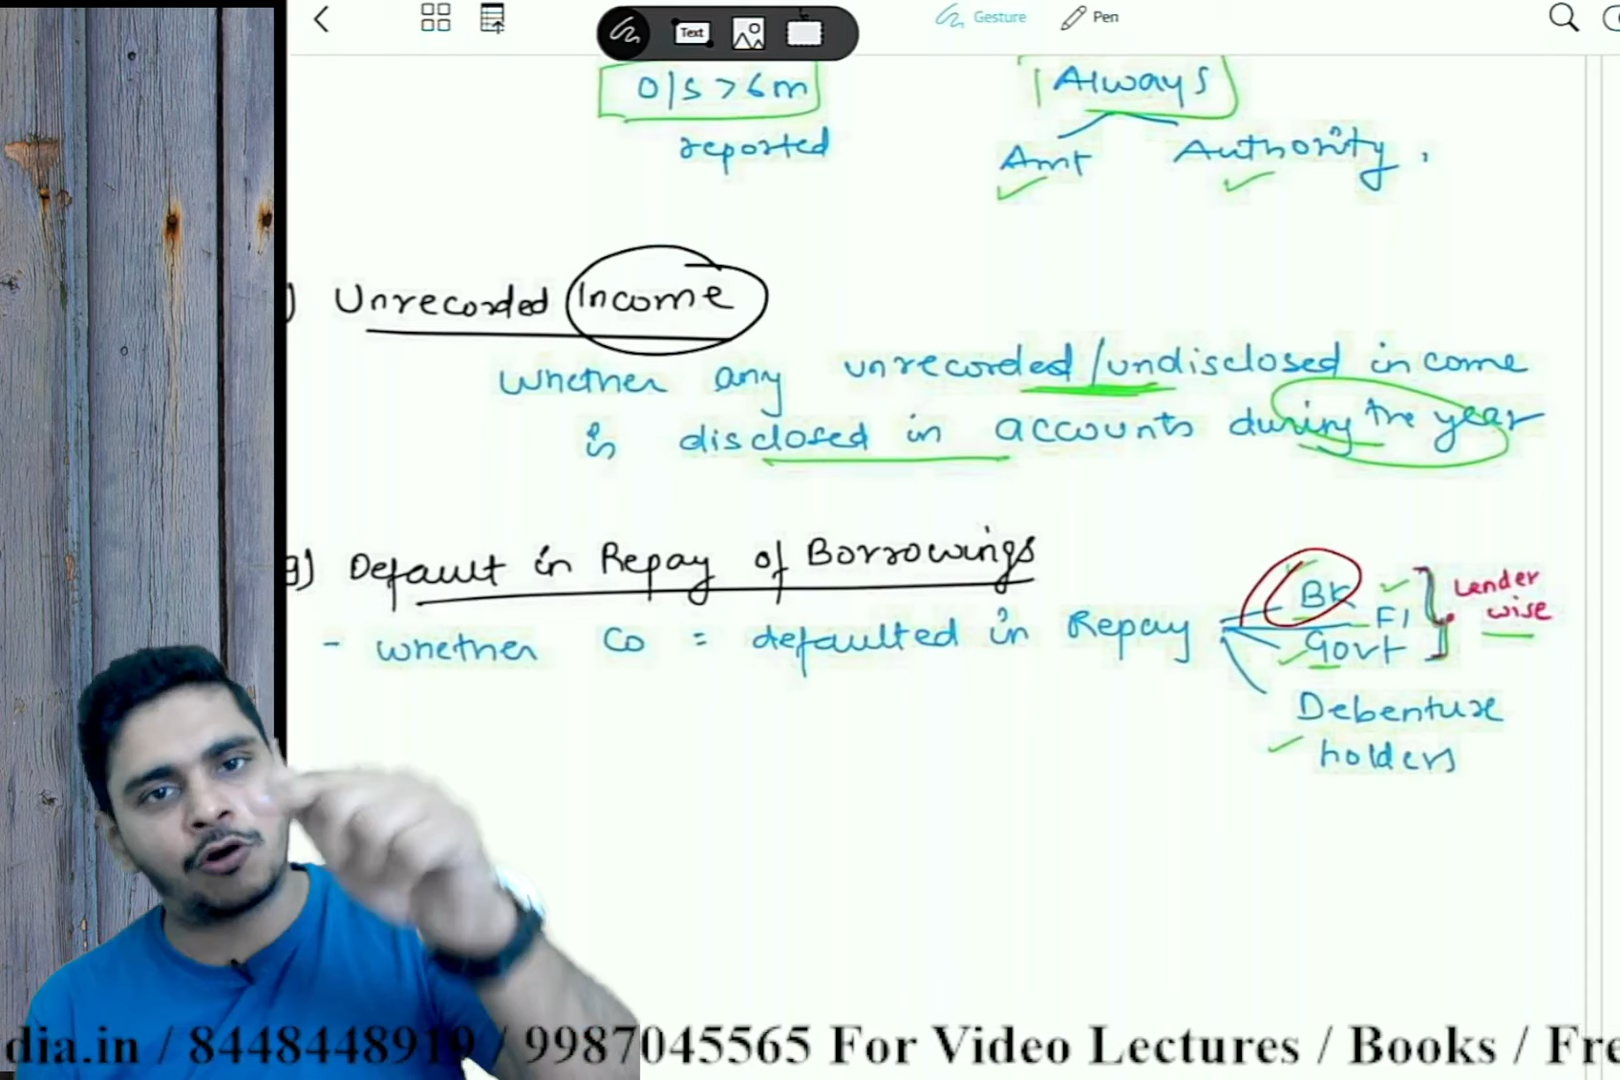 Text
Gesture
Pen
O/S > 6m
Always
reported
Amt
Authority.
) Unrecorded Income
Whether any unrecorded/undisclosed income
is disclosed in accounts during the year
g) Default in Repay of Borrowings
- whether Co = defaulted in Repay
BK
FI
Govt
Lender
wise
Debenture
holders
dia.in / 8448448919 / 9987045565 For Video Lectures / Books / Fre